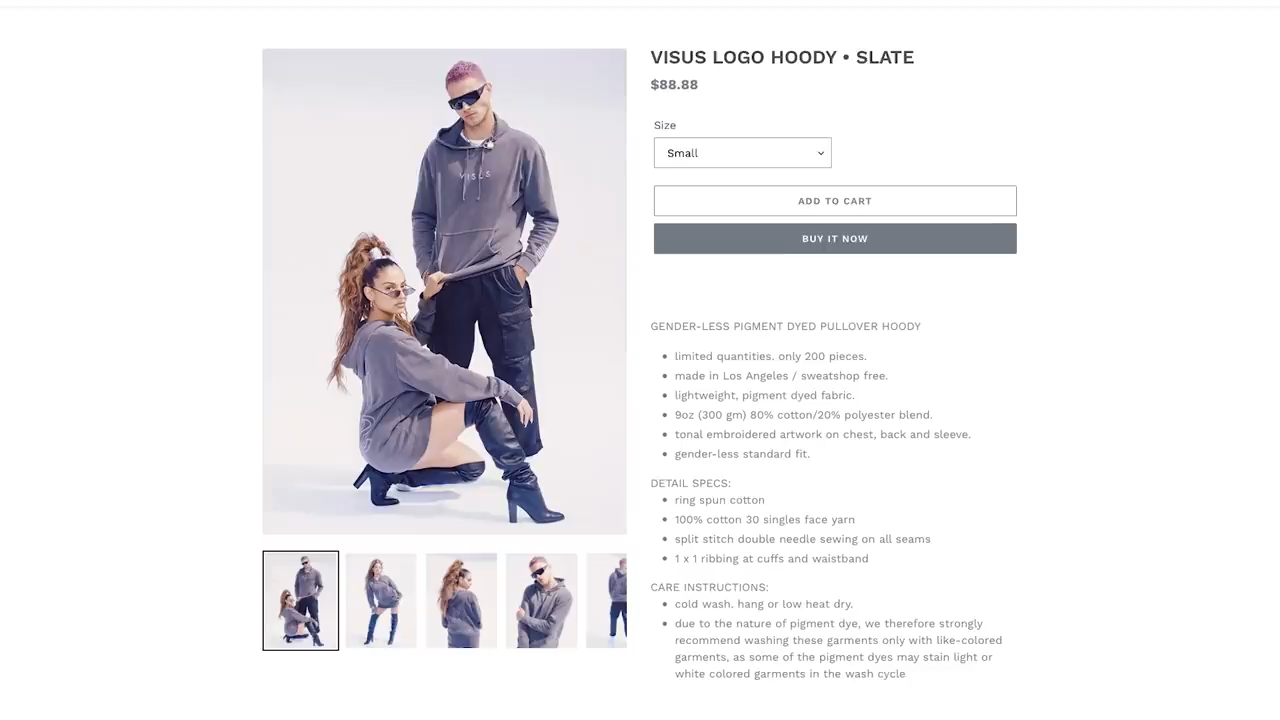 VISUS LOGO HOODY • SLATE
$88.88
Size
Small
ADD TO CART
BUY IT NOW
VISUS
GENDER-LESS PIGMENT DYED PULLOVER HOODY
• limited quantities. only 200 pieces.
• made in Los Angeles / sweatshop free.
• lightweight, pigment dyed fabric.
• 9oz (300 gm) 80% cotton/20% polyester blend.
• tonal embroidered artwork on chest, back and sleeve.
• gender-less standard fit.
DETAIL SPECS:
• ring spun cotton
• 100% cotton 30 singles face yarn
• split stitch double needle sewing on all seams
• 1 x 1 ribbing at cuffs and waistband
CARE INSTRUCTIONS:
• cold wash. hang or low heat dry.
• due to the nature of pigment dye, we therefore strongly
recommend washing these garments only with like-colored
garments, as some of the pigment dyes may stain light or
white colored garments in the wash cycle